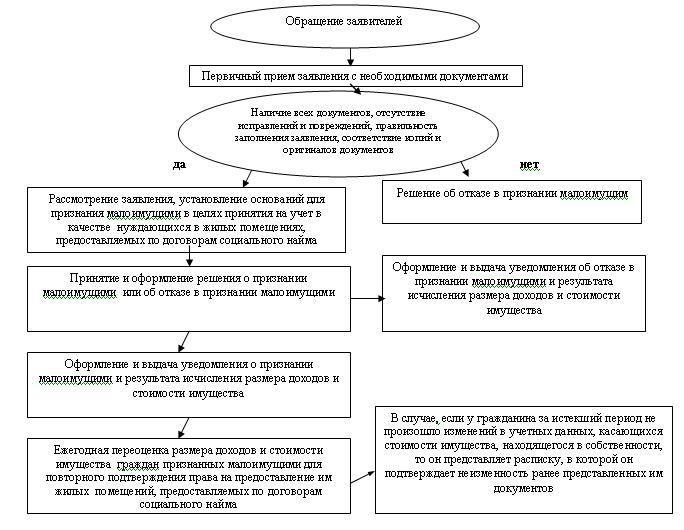 Обращение заявителей
Первичный прием заявления с необходимыми документами
Наличие всех документов, отсутствие
исправлений и повреждений, правильность
заполнения заявления, соответствие копий и
оригиналов документов
да
нет
Рассмотрение заявления, установление оснований для
признания малоимущими в целях принятия на учет в
качестве нуждающихся в жилых помещениях,
предоставляемых по договорам социального найма
Решение об отказе в признании малоимущим
Принятие и оформление решения о признании
малоимущими или об отказе в признании малоимущими
Оформление и выдача уведомления об отказе в
признании малоимущими и результата
исчисления размера доходов и стоимости
имущества
Оформление и выдача уведомления о признании
малоимущими и результата исчисления размера доходов и
стоимости имущества
Ежегодная переоценка размера доходов и стоимости
имущества граждан признанных малоимущими для
повторного подтверждения права на предоставление им
жилых помещений, предоставляемых по договорам
социального найма
В случае, если у гражданина за истекший период не
произошло изменений в учетных данных, касающихся
стоимости имущества, находящегося в собственности,
то он представляет расписку, в которой он
подтверждает неизменность ранее представленных им
документов